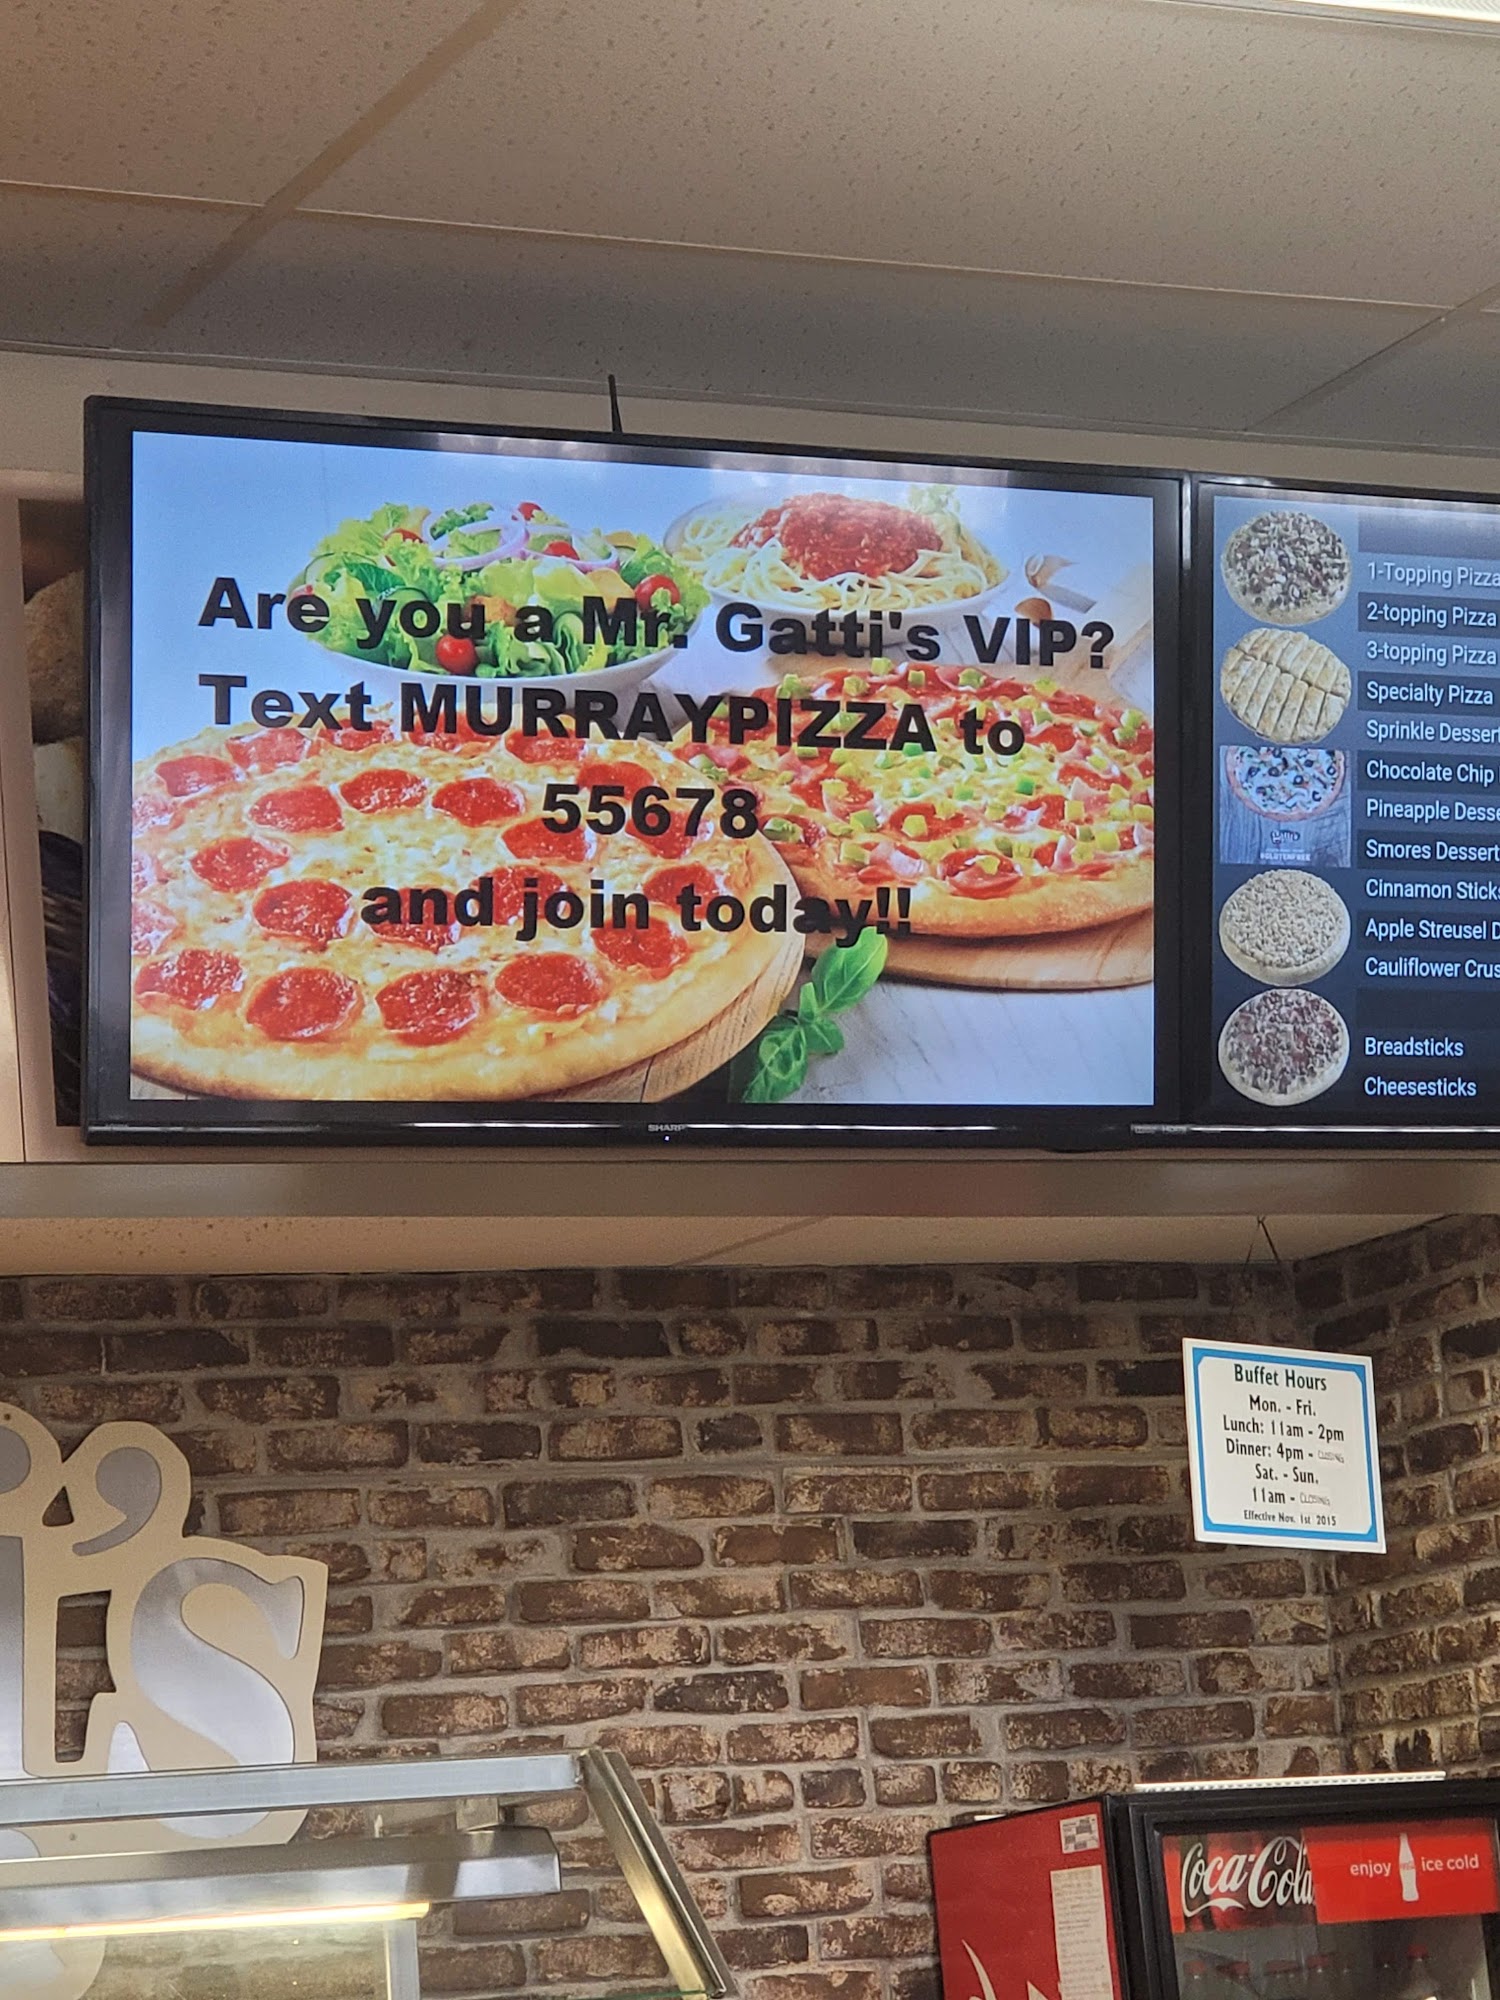 Are you a Mr. Gatti's VIP?
Text MURRAYPIZZA to
55678
and join today!!
SHARP
1-Topping Pizza
2-topping Pizza
3-topping Pizza
Specialty Pizza
Sprinkle Dessert
Chocolate Chip
Pineapple Desse
Smores Dessert
Cinnamon Sticks
Apple Streusel D
Cauliflower Crus
Breadsticks
Cheesesticks
Buffet Hours
Mon. - Fri.
Lunch: 11am - 2pm
Dinner: 4pm - CLOSING
Sat. - Sun.
11am - CLOSING
Effective Nov. 1st 2015
i's
Coca-Cola
enjoy ice cold